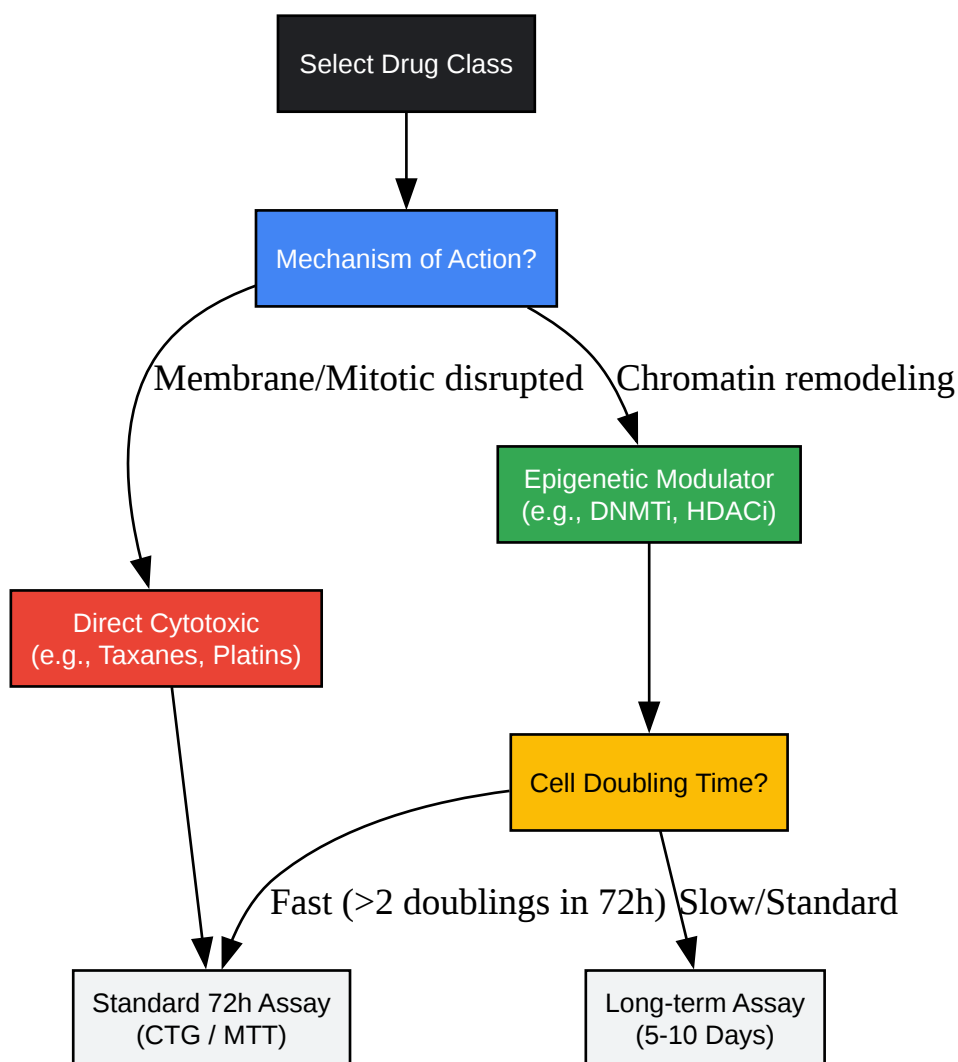 Select Drug Class
Mechanism of Action?
Membrane/Mitotic disrupted
Chromatin remodeling
Epigenetic Modulator
(e.g., DNMTi, HDACi)
Direct Cytotoxic
(e.g., Taxanes, Platins)
Cell Doubling Time?
Fast (>2 doublings in 72h)
Slow/Standard
Standard 72h Assay
(CTG / MTT)
Long-term Assay
(5-10 Days)